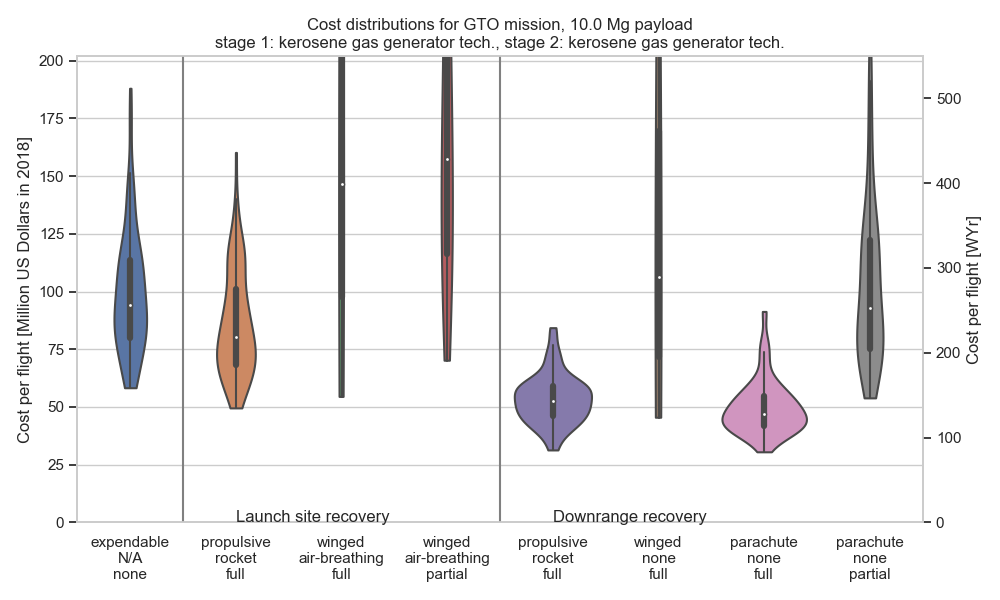 Cost distributions for GTO mission, 10.0 Mg payload
stage 1: kerosene gas generator tech., stage 2: kerosene gas generator tech.
Cost per flight [Million US Dollars in 2018]
200
175
150
125
100
75
50
25
0
500
400
300
200
100
0
Cost per flight [WYr]
Launch site recovery
Downrange recovery
expendable
N/A
none
propulsive
rocket
full
winged
air-breathing
full
winged
air-breathing
partial
propulsive
rocket
full
winged
none
full
parachute
none
full
parachute
none
partial